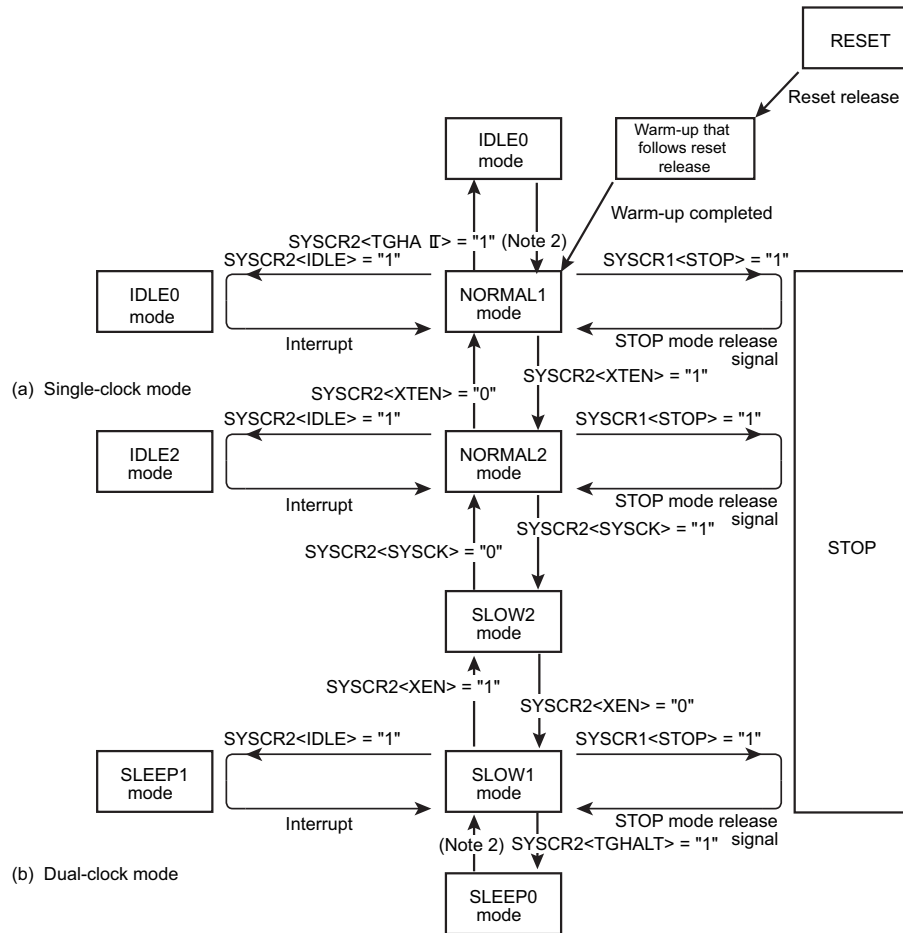 RESET
Reset release
Warm-up that
follows reset
release
IDLE0
mode
Warm-up completed
SYSCR2<TGHA LT> = "1"
(Note 2)
SYSCR2<IDLE> = "1"
SYSCR1<STOP> = "1"
IDLE0
mode
NORMAL1
mode
Interrupt
STOP mode release
signal
(a) Single-clock mode
SYSCR2<XTEN> = "0"
SYSCR2<XTEN> = "1"
SYSCR2<IDLE> = "1"
SYSCR1<STOP> = "1"
IDLE2
mode
NORMAL2
mode
Interrupt
STOP mode release
signal
SYSCR2<SYSCK> = "0"
SYSCR2<SYSCK> = "1"
STOP
SLOW2
mode
SYSCR2<XEN> = "1"
SYSCR2<XEN> = "0"
SYSCR2<IDLE> = "1"
SYSCR1<STOP> = "1"
SLEEP1
mode
SLOW1
mode
Interrupt
STOP mode release
signal
(Note 2)
SYSCR2<TGHALT> = "1"
(b) Dual-clock mode
SLEEP0
mode